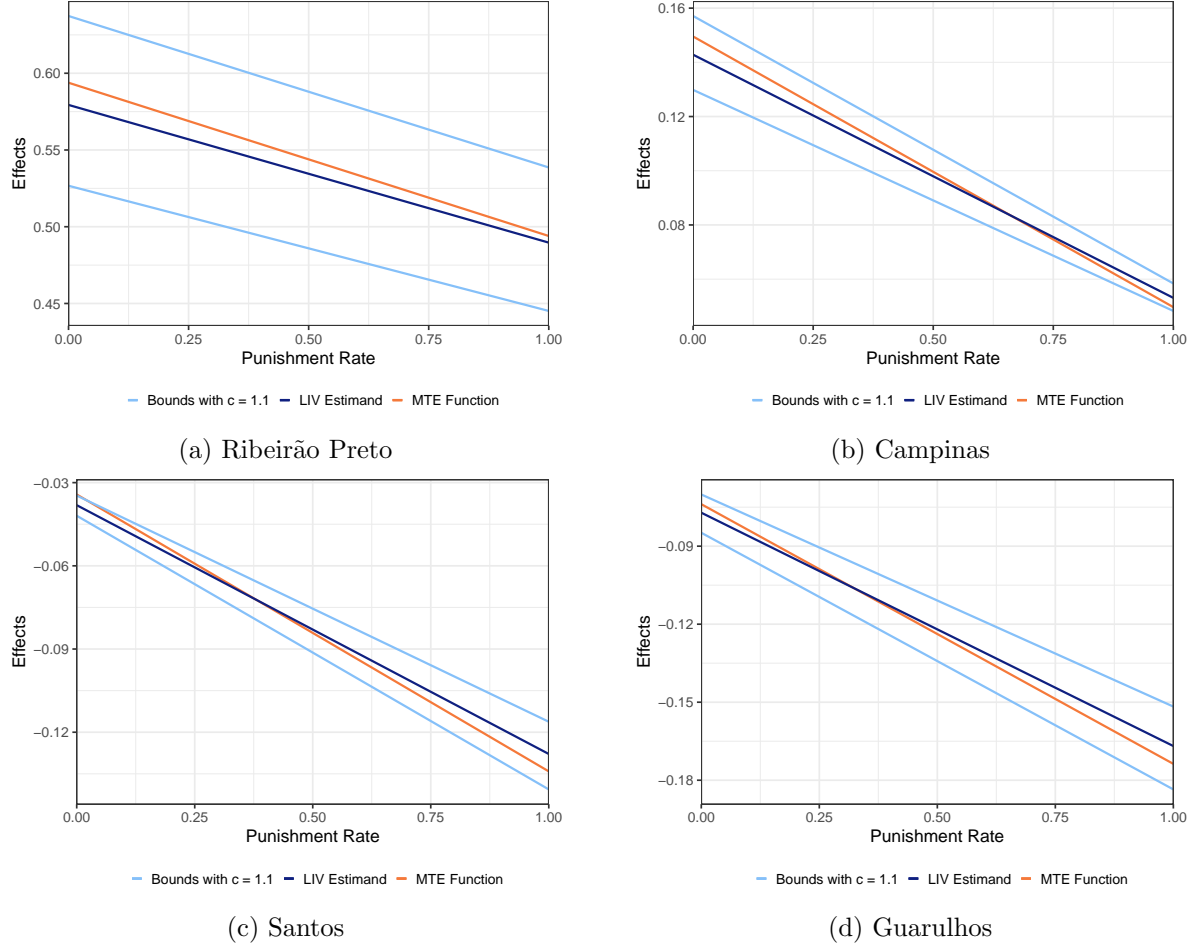 0.60
0.55
0.50
0.45
Effects
0.00 0.25 0.50 0.75 1.00
Punishment Rate
Bounds with c = 1.1 LIV Estimand MTE Function
(a) Ribeirão Preto
0.16
0.12
0.08
Effects
0.00 0.25 0.50 0.75 1.00
Punishment Rate
Bounds with c = 1.1 LIV Estimand MTE Function
(b) Campinas
−0.03
−0.06
−0.09
−0.12
Effects
0.00 0.25 0.50 0.75 1.00
Punishment Rate
Bounds with c = 1.1 LIV Estimand MTE Function
(c) Santos
−0.09
−0.12
−0.15
−0.18
Effects
0.00 0.25 0.50 0.75 1.00
Punishment Rate
Bounds with c = 1.1 LIV Estimand MTE Function
(d) Guarulhos